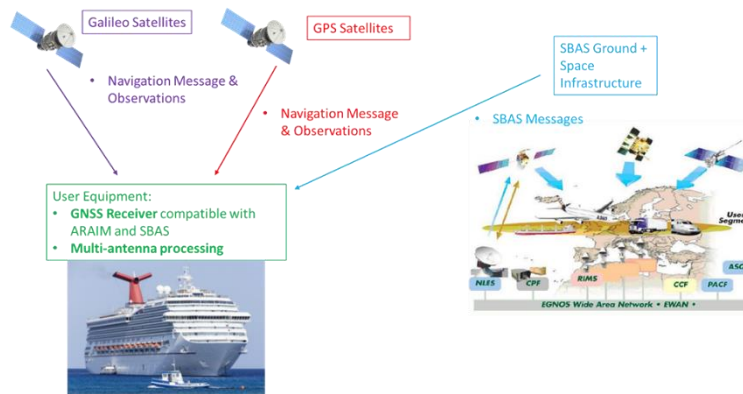 Galileo Satellites
GPS Satellites
• Navigation Message &
Observations
• Navigation Message
& Observations
SBAS Ground +
Space
Infrastructure
• SBAS Messages
User Equipment:
• GNSS Receiver compatible with
ARAIM and SBAS
• Multi-antenna processing
User
Segme
NLES
CPF
RIMS
CCF
PACF
ASQ
EGNOS Wide Area Network • EWAN •